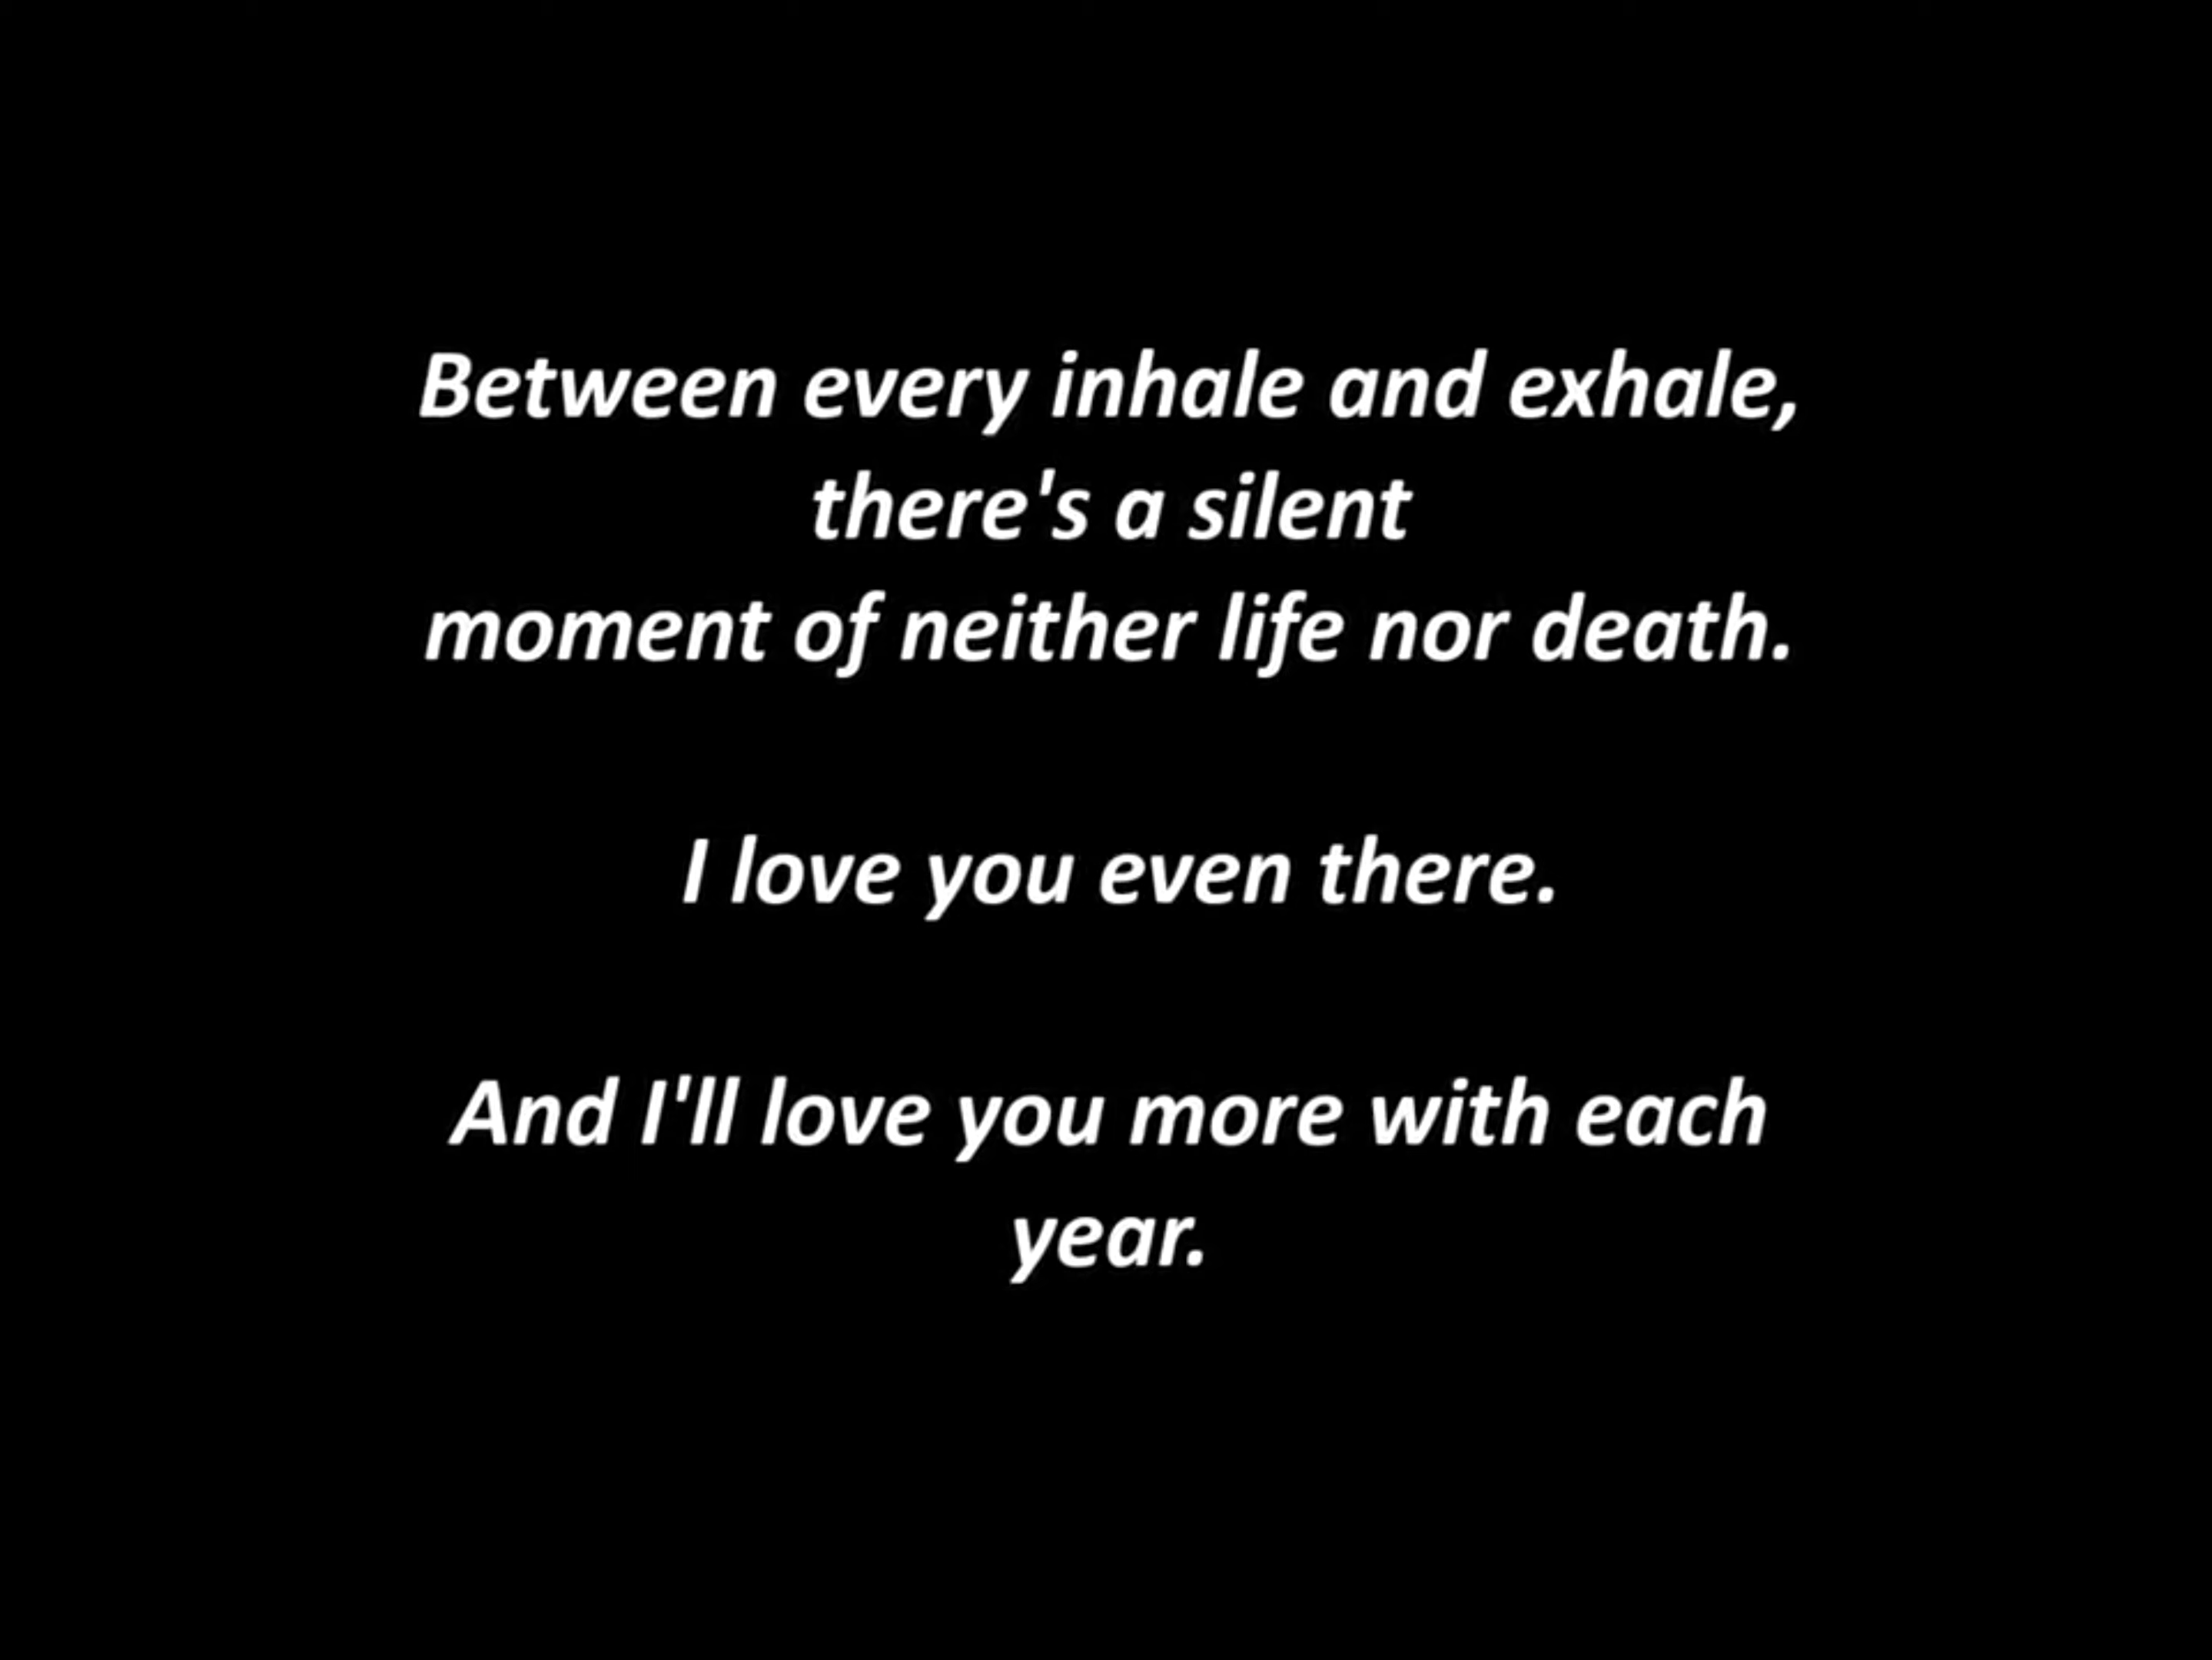 Between every inhale and exhale,
there's a silent
moment of neither life nor death.
I love you even there.
And I'll love you more with each
year.